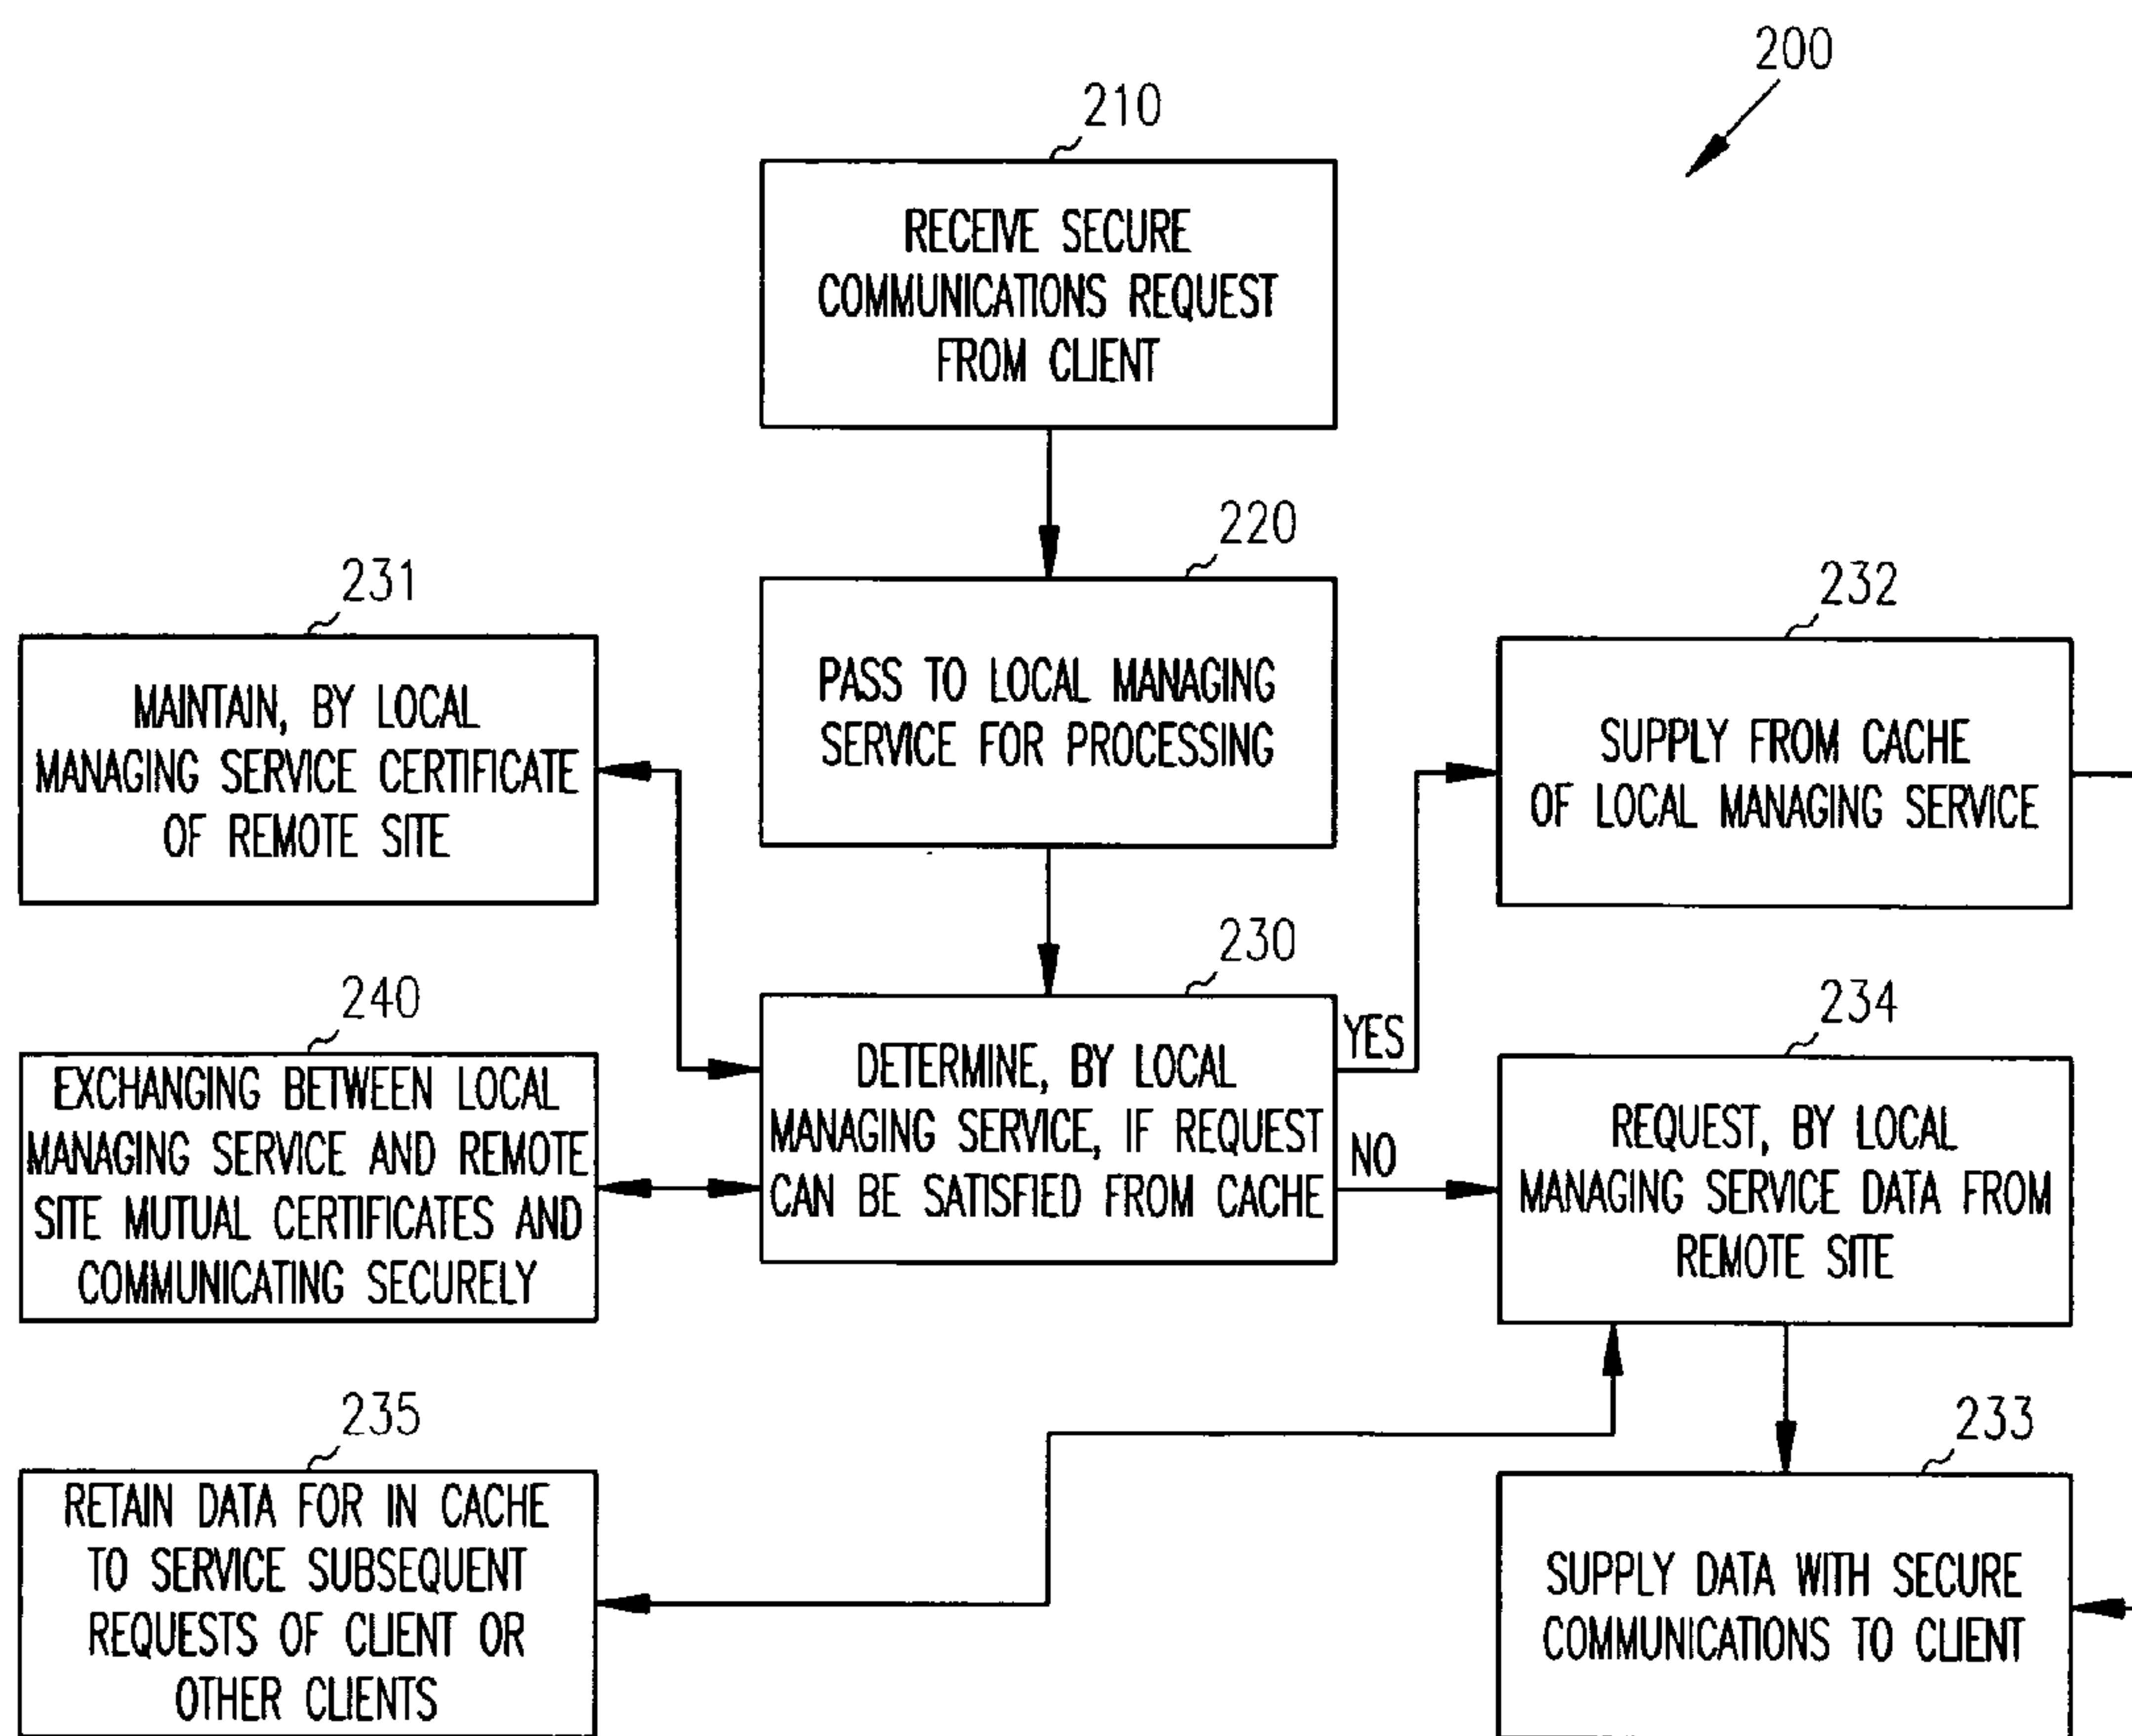 200
210
RECEIVE SECURE
COMMUNICATIONS REQUEST
FROM CLIENT
220
PASS TO LOCAL MANAGING
SERVICE FOR PROCESSING
231
MAINTAIN, BY LOCAL
MANAGING SERVICE CERTIFICATE
OF REMOTE SITE
232
SUPPLY FROM CACHE
OF LOCAL MANAGING SERVICE
230
DETERMINE, BY LOCAL
MANAGING SERVICE, IF REQUEST
CAN BE SATISFIED FROM CACHE
YES
NO
240
EXCHANGING BETWEEN LOCAL
MANAGING SERVICE AND REMOTE
SITE MUTUAL CERTIFICATES AND
COMMUNICATING SECURELY
234
REQUEST, BY LOCAL
MANAGING SERVICE DATA FROM
REMOTE SITE
235
RETAIN DATA FOR IN CACHE
TO SERVICE SUBSEQUENT
REQUESTS OF CLIENT OR
OTHER CLIENTS
233
SUPPLY DATA WITH SECURE
COMMUNICATIONS TO CLIENT